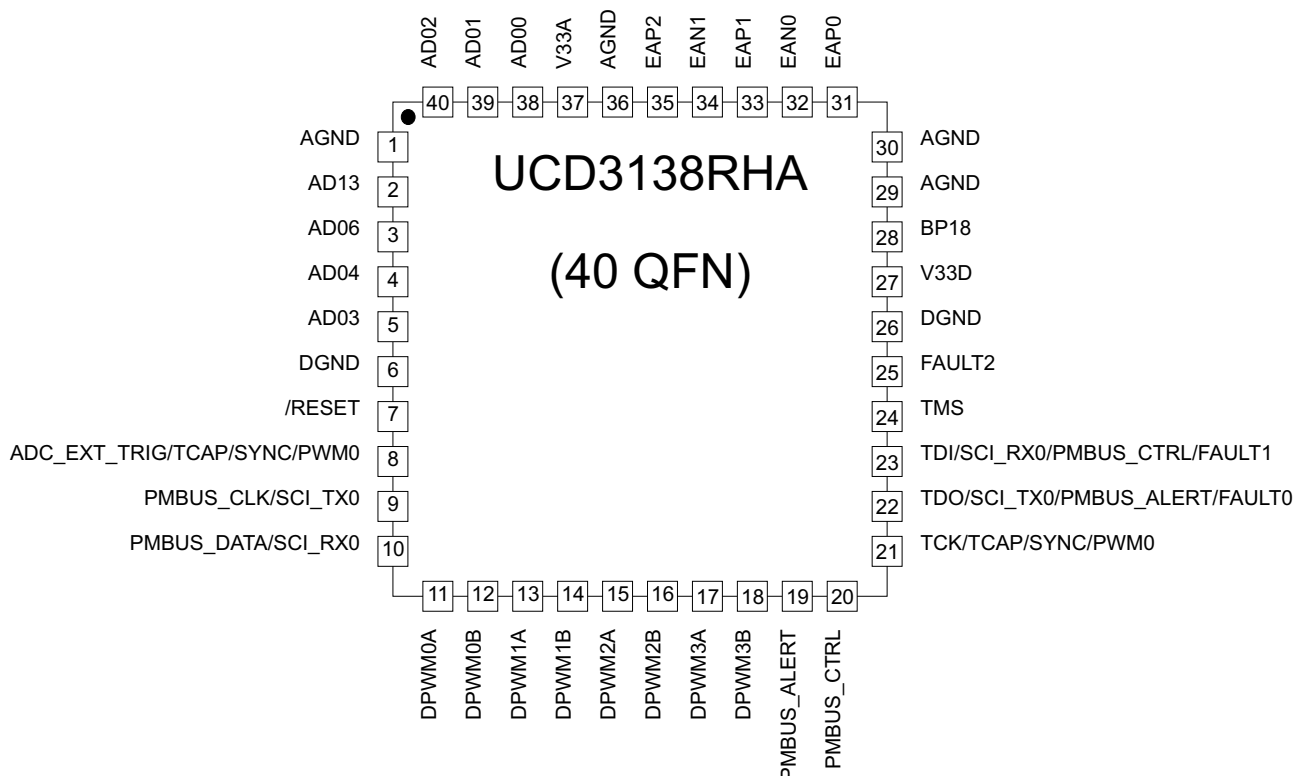 AD02
AD01
AD00
V33A
AGND
EAP2
EAN1
EAP1
EAN0
EAP0
40 39 38 37 36 35 34 33 32 31
UCD3138RHA
(40 QFN)
AGND 1
AD13 2
AD06 3
AD04 4
AD03 5
DGND 6
/RESET 7
ADC_EXT_TRIG/TCAP/SYNC/PWM0 8
PMBUS_CLK/SCI_TX0 9
PMBUS_DATA/SCI_RX0 10
30 AGND
29 AGND
28 BP18
27 V33D
26 DGND
25 FAULT2
24 TMS
23 TDI/SCI_RX0/PMBUS_CTRL/FAULT1
22 TDO/SCI_TX0/PMBUS_ALERT/FAULT0
21 TCK/TCAP/SYNC/PWM0
11 12 13 14 15 16 17 18 19 20
DPWM0A
DPWM0B
DPWM1A
DPWM1B
DPWM2A
DPWM2B
DPWM3A
DPWM3B
PMBUS_ALERT
PMBUS_CTRL